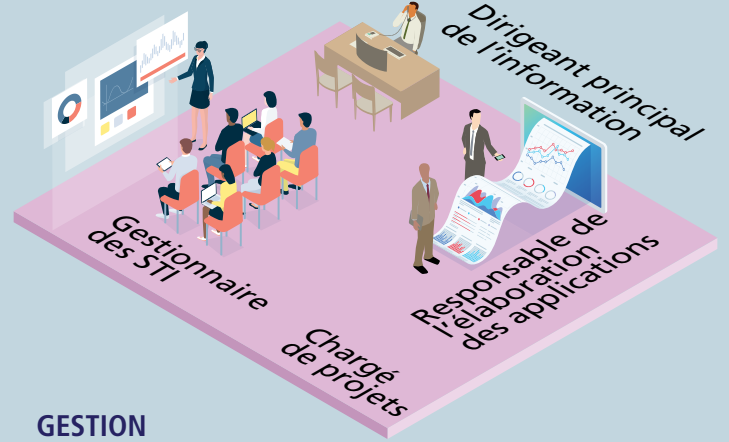 Dirigeant principal
de l’information
Gestionnaire
des STI
Responsable de
l’élaboration
des applications
Chargé
de projets
GESTION